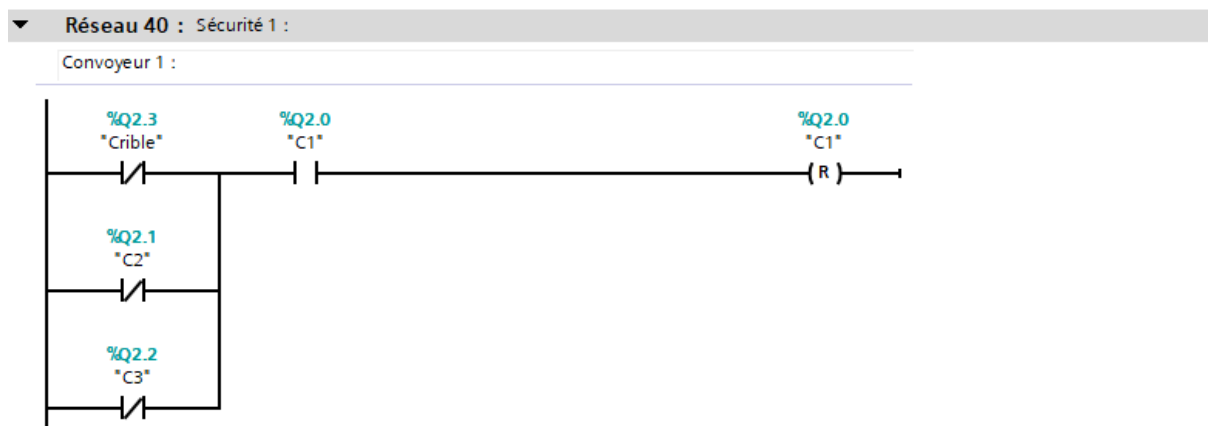 Réseau 40 : Sécurité 1 :
Convoyeur 1 :
%Q2.3 %Q2.0 %Q2.0
"Crible" "C1" "C1"
R
%Q2.1
"C2"
%Q2.2
"C3"